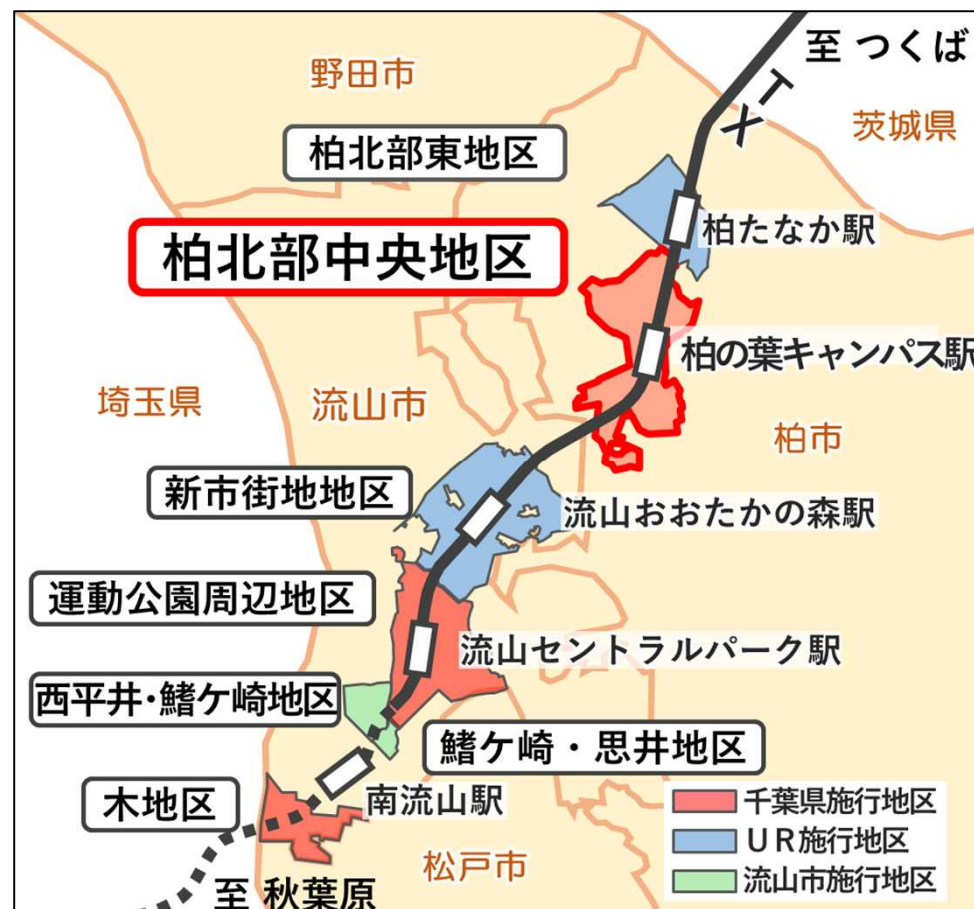 至 つくば
TX
野田市
茨城県
柏北部東地区
柏たなか駅
柏北部中央地区
柏の葉キャンパス駅
埼玉県
流山市
柏市
新市街地地区
流山おおたかの森駅
運動公園周辺地区
流山セントラルパーク駅
西平井・鰭ケ崎地区
鰭ケ崎・思井地区
木地区
南流山駅
千葉県施行地区
UR施行地区
流山市施行地区
松戸市
至 秋葉原